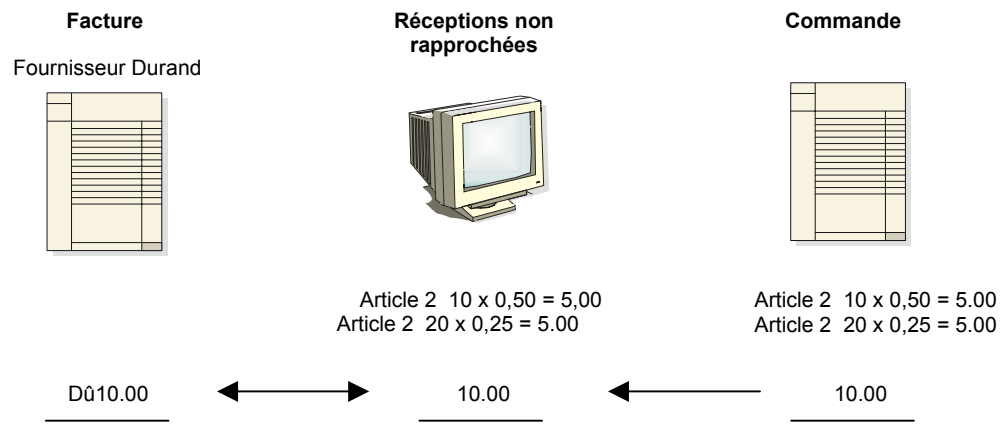 Facture
Fournisseur Durand
Réceptions non
rapprochées
Commande
Article 2 10 x 0,50 = 5,00
Article 2 20 x 0,25 = 5.00
Article 2 10 x 0,50 = 5.00
Article 2 20 x 0,25 = 5.00
Dû10.00
10.00
10.00